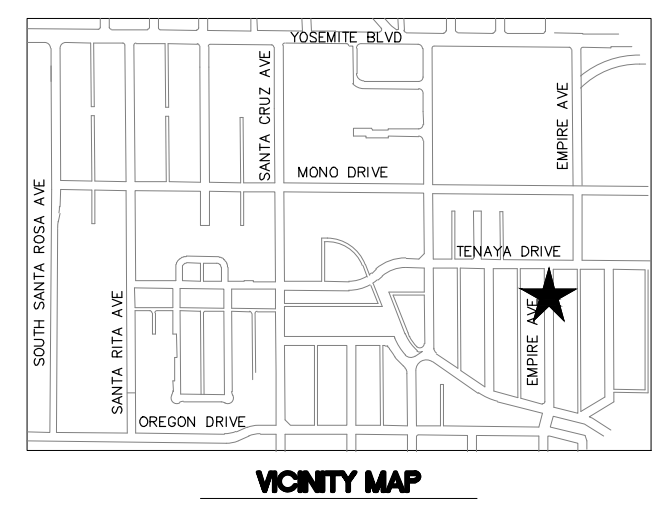 YOSEMITE BLVD
SANTA CRUZ AVE
EMPIRE AVE
MONO DRIVE
SOUTH SANTA ROSA AVE
TENAYA DRIVE
SANTA RITA AVE
EMPIRE AVE
OREGON DRIVE
VICINITY MAP